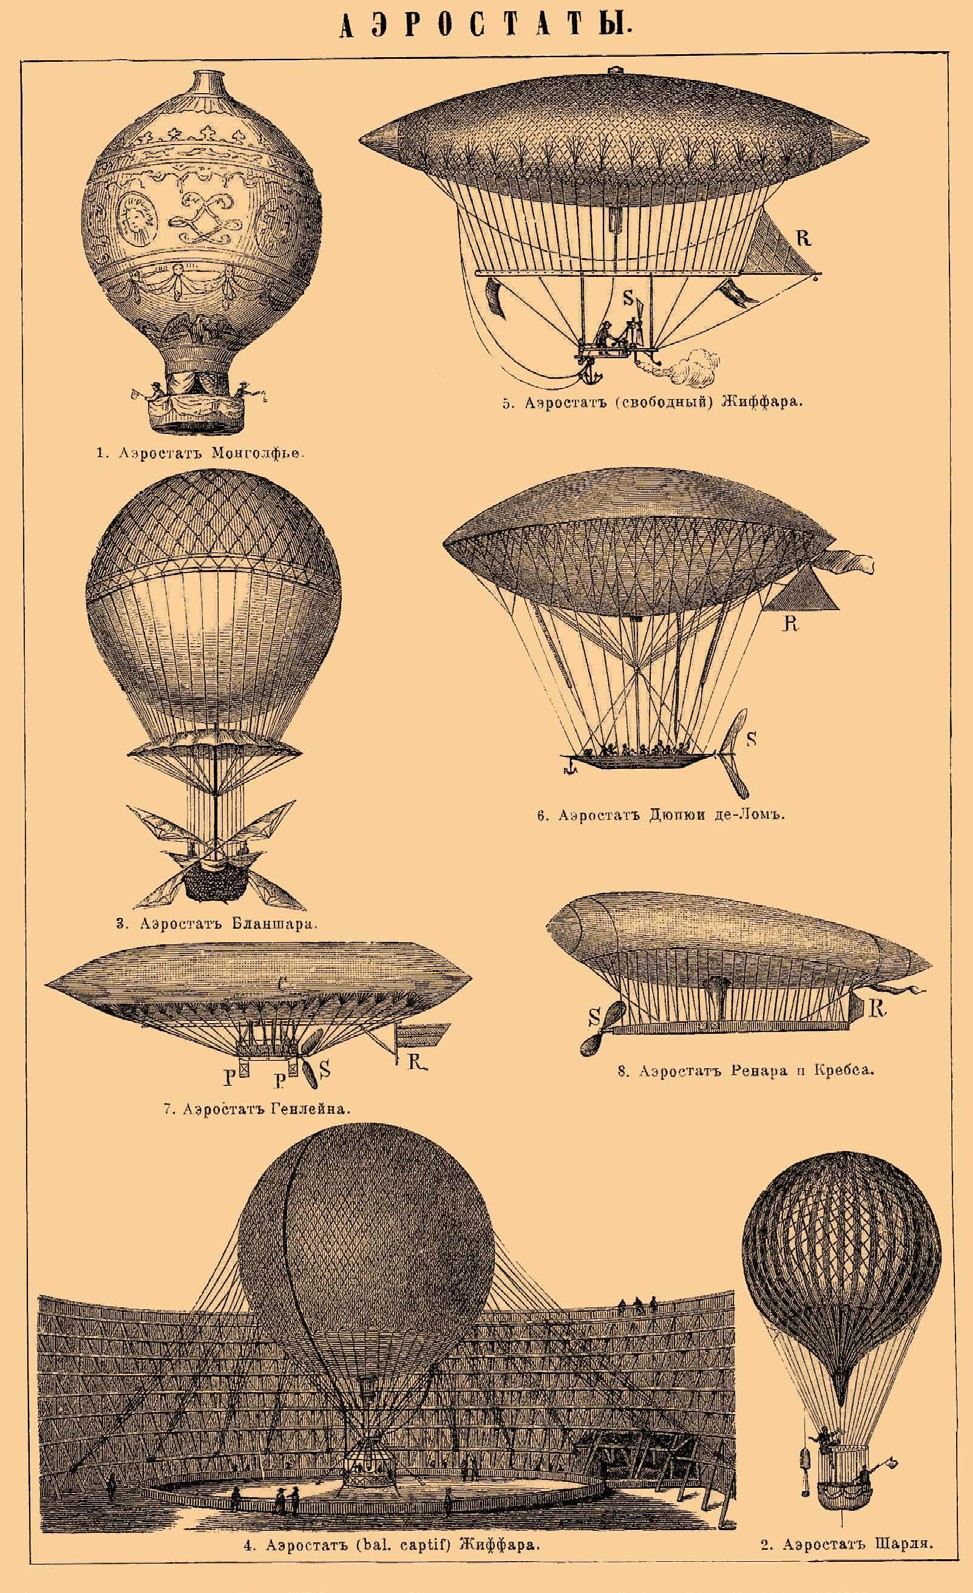 АЭРОСТАТЫ.
1. Аэростатъ Монголфье.
R
S
5. Аэростатъ (свободный) Жиффара.
3. Аэростатъ Бланшара.
R
S
6. Аэростатъ Дюпюи де-Ломъ.
C
P
P
S
R
7. Аэростатъ Генлейна.
S
R
8. Аэростатъ Ренара и Кребса.
4. Аэростатъ (bal. captif) Жиффара.
2. Аэростатъ Шарля.